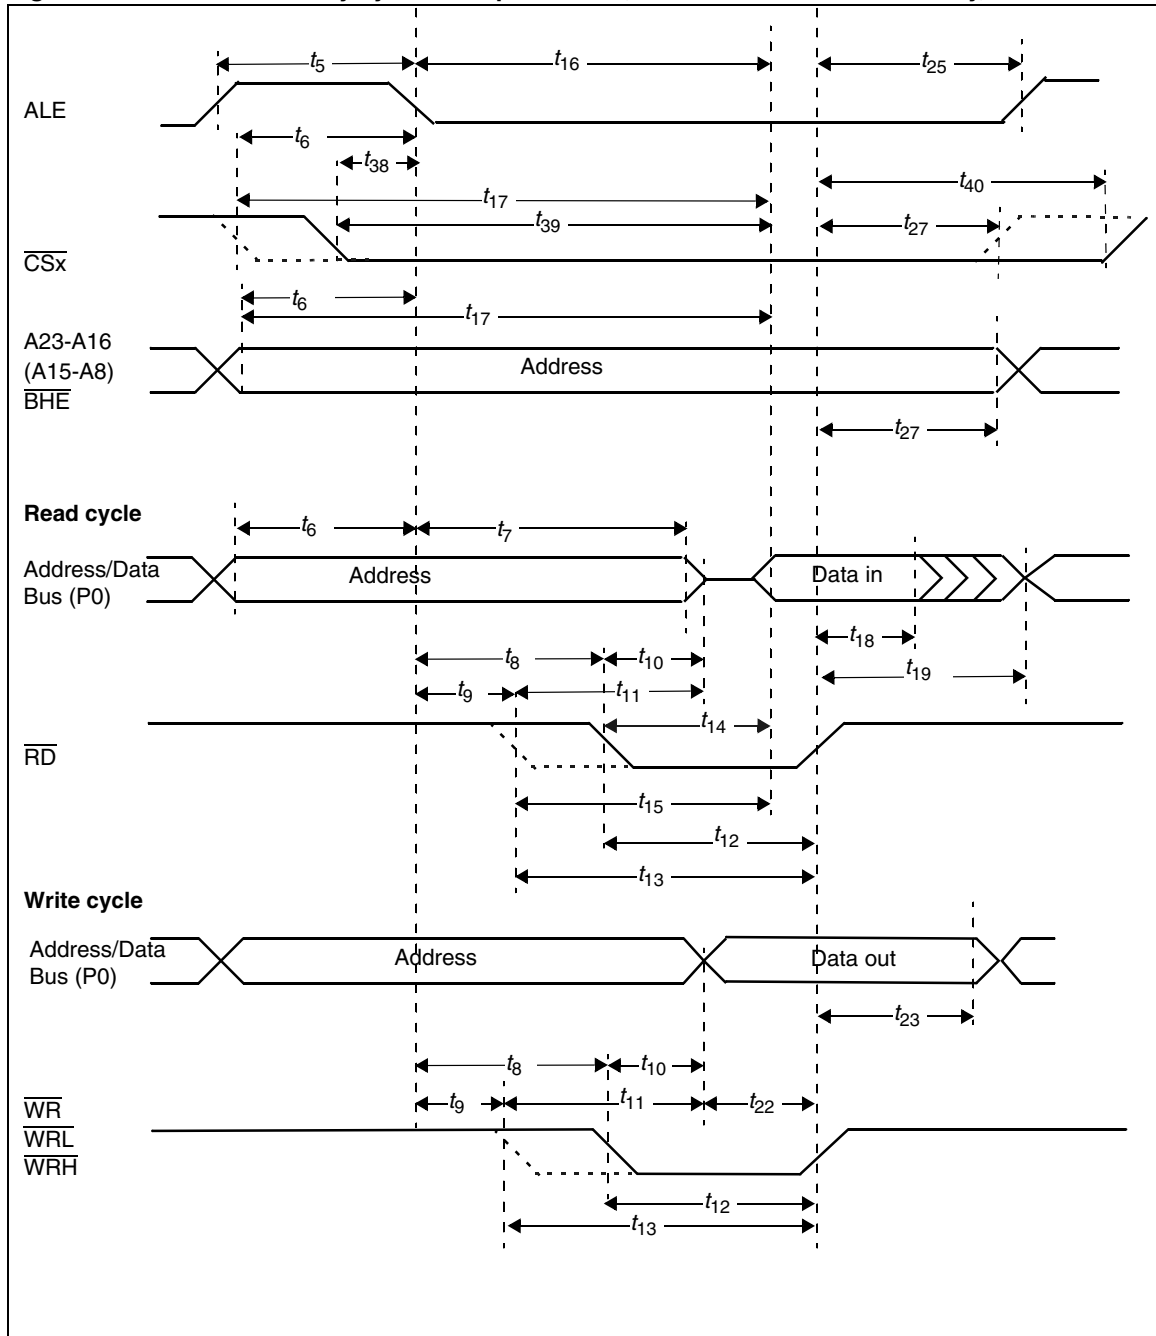 t5
t16
t25
ALE
t6
t38
t40
t17
t39
t27
CSx
t6
t17
A23-A16
(A15-A8)
BHE
Address
t27
Read cycle
t6
t7
Address/Data
Bus (P0)
Address
Data in
t18
t8
t10
t19
t9
t11
t14
RD
t15
t12
t13
Write cycle
Address/Data
Bus (P0)
Address
Data out
t23
t8
t10
t9
t11
t22
WR
WRL
WRH
t12
t13